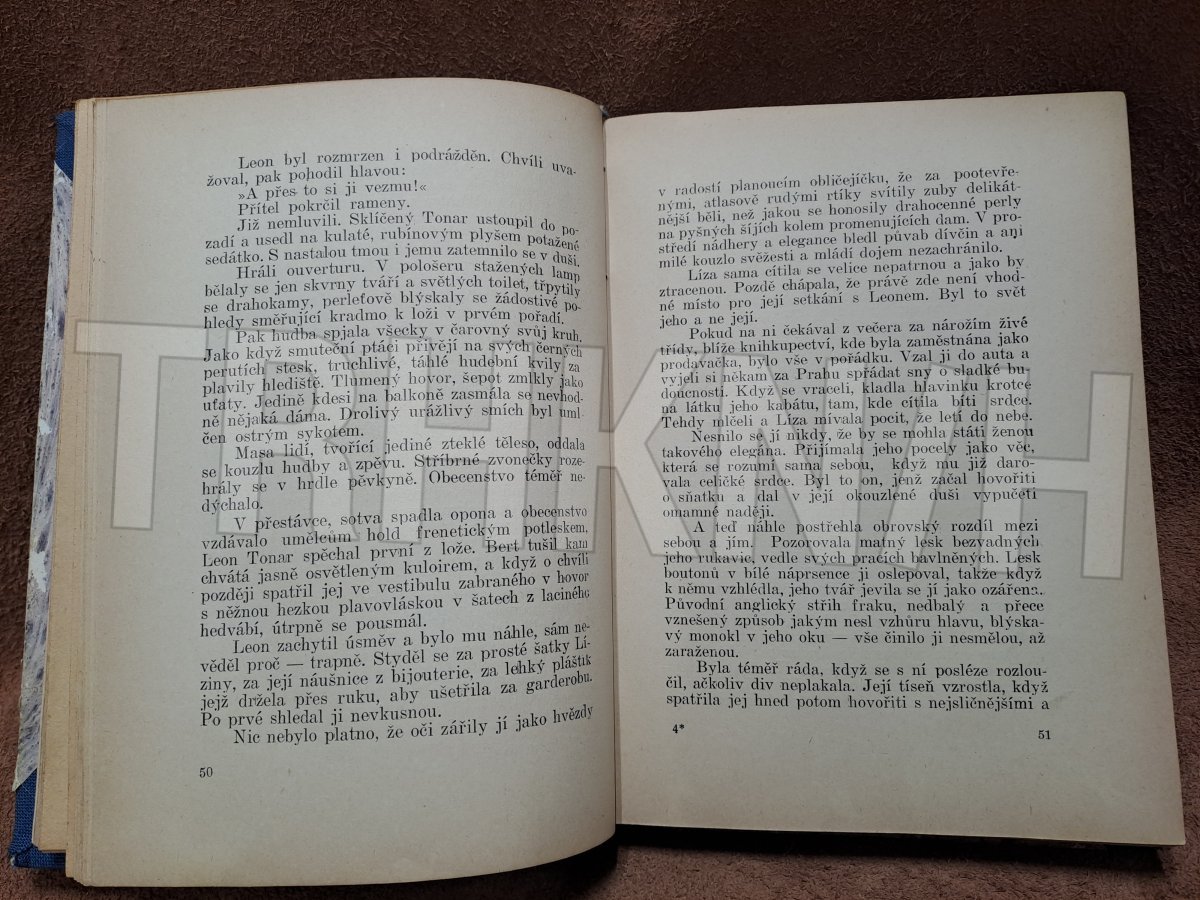 Leon byl rozmrzen i podrážděn. Chvíli uva-
žoval, pak pohodil hlavou:
»A přes to si ji vezmu!«
Přítel pokrčil rameny.
Již nemluvili. Sklíčený Tonar ustoupil do po-
zadí a usedl na kulaté, rubínovým plyšem potažené
sedátko. S nastalou tmou i jemu zatemnilo se v duši.
Hráli ouverturu. V pološeru stažených lamp
bělaly se jen skvrny tváří a světlých toilet, třpytily
se drahokamy, perleťově blýskaly se žádostivé po-
hledy směřující kradmo k loži v prvém pořadí.
Pak hudba spjala všecky v čarovný svůj kruh.
Jako když smuteční ptáci přivějí na svých černých
perutích stesk, truchlivé, táhlé hudební kvily za
plavily hlediště. Tlumený hovor, šepot zmlkly jako
uťaty. Jedině kdesi na balkoně zasmála se nevhod-
ně nějaká dáma. Drolivý urážlivý smích byl uml-
čen ostrým sykotem.
Masa lidí, tvořící jediné zteklé těleso, oddala
se kouzlu hudby a zpěvu. Stříbrné zvonečky roze-
hrály se v hrdle pěvkyně. Obecenstvo téměř ne-
dýchalo.
V přestávce, sotva spadla opona a obecenstvo
vzdávalo umělcům hold frenetickým potleskem,
Leon Tonar spěchal první z lože. Bert tušil kam
chvátá jasně osvětleným kuloirem, a když o chvíli
později spatřil jej ve vestibulu zabraného v hovor
s něžnou hezkou plavovláskou v šatech z laciného
hedvábí, útrpně se pousmál.
Leon zachytil úsměv a bylo mu náhle, sám ne-
věděl proč — trapně. Styděl se za prosté šatky Lí-
ziny, za její náušnice z bijouterie, za lehký pláštík
jejž držela přes ruku, aby ušetřila za garderobu.
Po prvé shledal ji nevkusnou.
Nic nebylo platno, že oči zářily jí jako hvězdy
50
v radostí planoucím obličejíčku, že za pootevře-
nými, atlasově rudými rtíky svítily zuby delikát-
nější běli, než jakou se honosily drahocenné perly
na pyšných šíjích kolem promenujících dam. V pro-
středí nádhery a elegance bledl půvab dívčin a ani
milé kouzlo svěžesti a mládí dojem nezachránilo.
Líza sama cítila se velice nepatrnou a jako by
ztracenou. Pozdě chápala, že právě zde není vhod-
né místo pro její setkání s Leonem. Byl to svět
jeho a ne její.
Pokud na ni čekával z večera za nárožím živé
třídy, blíže knihkupectví, kde byla zaměstnána jako
prodavačka, bylo vše v pořádku. Vzal ji do auta a
vyjeli si někam za Prahu spřádat sny o sladké bu-
doucnosti. Když se vraceli, kladla hlavinku krotce
na látku jeho kabátu, tam, kde cítila bíti srdce.
Tehdy mlčeli a Líza mívala pocit, že letí do nebe.
Nesnilo se jí nikdy, že by se mohla státi ženou
takového elegána. Přijímala jeho pocely jako věc,
která se rozumí sama sebou, když mu již daro-
vala celičké srdce. Byl to on, jenž začal hovořiti
o sňatku a dal v její okouzlené duši vypučeti
omamné naději.
A teď náhle postřehla obrovský rozdíl mezi
sebou a jím. Pozorovala matný lesk bezvadných
jeho rukavic, vedle svých pracích bavlněných. Lesk
boutonů v bílé náprsence ji oslepoval, takže když
k němu vzhlédla, jeho tvář jevila se jí jako ozářena.
Původní anglický střih fraku, nedbalý a přece
vznešený způsob jakým nesl vzhůru hlavu, blýska-
vý monokl v jeho oku — vše činilo ji nesmělou, až
zaraženou.
Byla téměř ráda, když se s ní posléze rozlou-
čil, ačkoliv div neplakala. Její tíseň vzrostla, když
spatřila jej hned potom hovořiti s nejsličnějšími a
4*
51
TRHKNIH